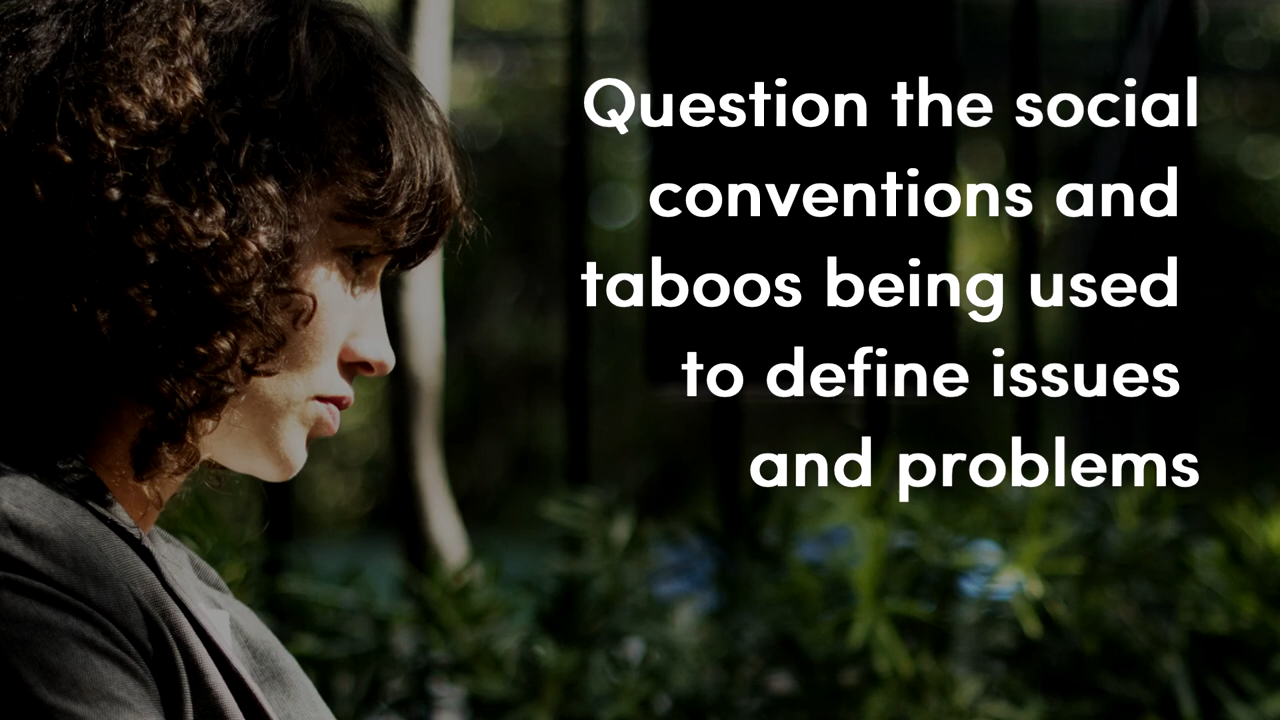 Question the social
conventions and
taboos being used
to define issues
and problems